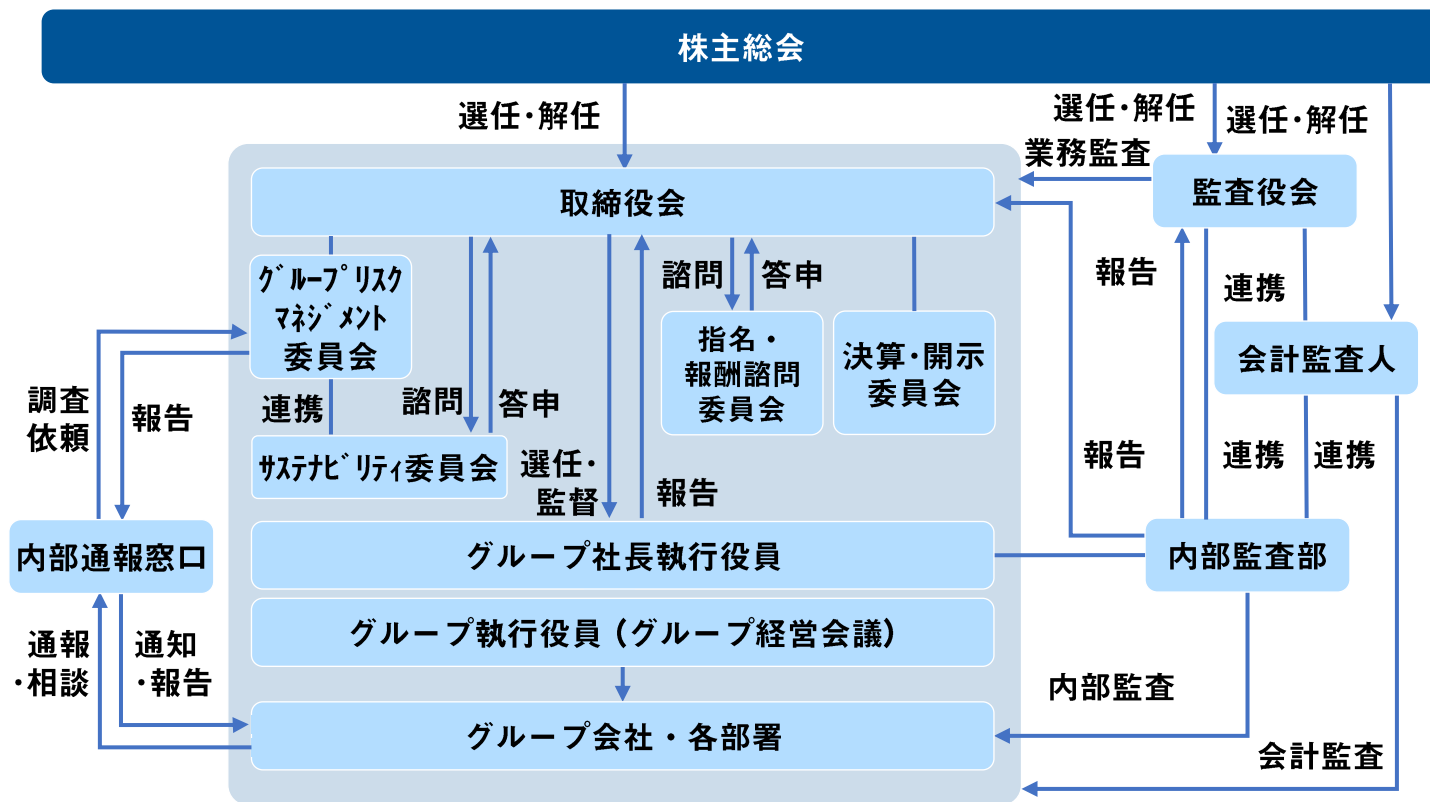 株主総会
選任・解任
選任・解任
選任・解任
業務監査
取締役会
監査役会
グループリスク
マネジメント
委員会
諮問
答申
諮問
答申
指名・
報酬諮問
委員会
決算・開示
委員会
報告
連携
会計監査人
調査
依頼
報告
連携
サステナビリティ委員会
選任・
監督
報告
報告
連携
連携
内部通報窓口
グループ社長執行役員
内部監査部
グループ執行役員（グループ経営会議）
通報
・相談
通知
・報告
内部監査
グループ会社・各部署
会計監査